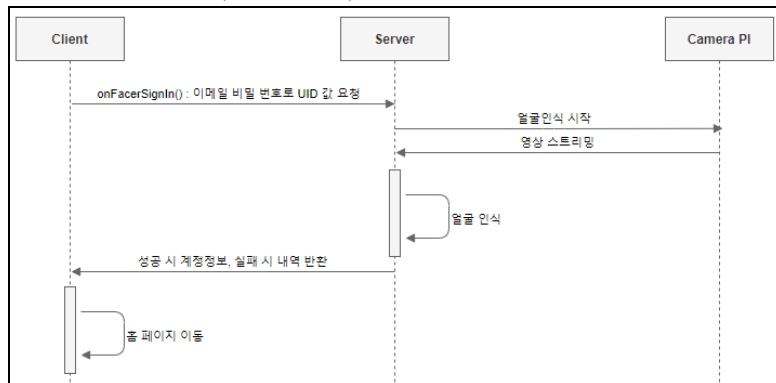 Client
Server
Camera PI
onFacerSignIn() : 이메일 비밀 번호로 UID 값 요청
얼굴인식 시작
영상 스트리밍
얼굴 인식
성공 시 계정정보, 실패 시 내역 반환
홈 페이지 이동